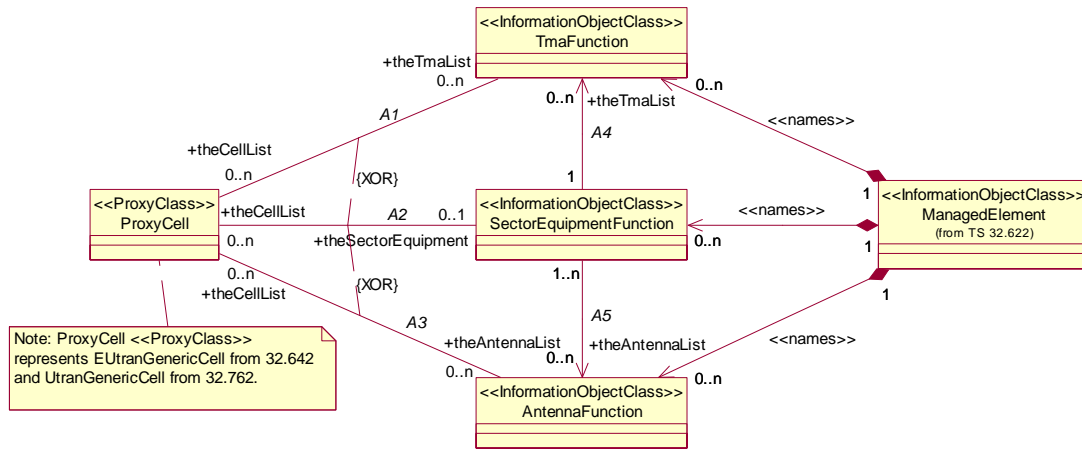 <<InformationObjectClass>>
TmaFunction
+theTmaList
0..n
0..n
+theTmaList
0..n
A1
A4
<<names>>
+theCellList
0..n
{XOR}
1
1
<<ProxyClass>>
ProxyCell
+theCellList
0..n
A2
0..1
+theSectorEquipment
<<InformationObjectClass>>
SectorEquipmentFunction
<<names>>
0..n
1
<<InformationObjectClass>>
ManagedElement
(from TS 32.622)
0..n
+theCellList
{XOR}
1..n
1
A3
A5
<<names>>
+theAntennaList
0..n
0..n
+theAntennaList
0..n
Note: ProxyCell <<ProxyClass>>
represents EUtranGenericCell from 32.642
and UtranGenericCell from 32.762.
<<InformationObjectClass>>
AntennaFunction